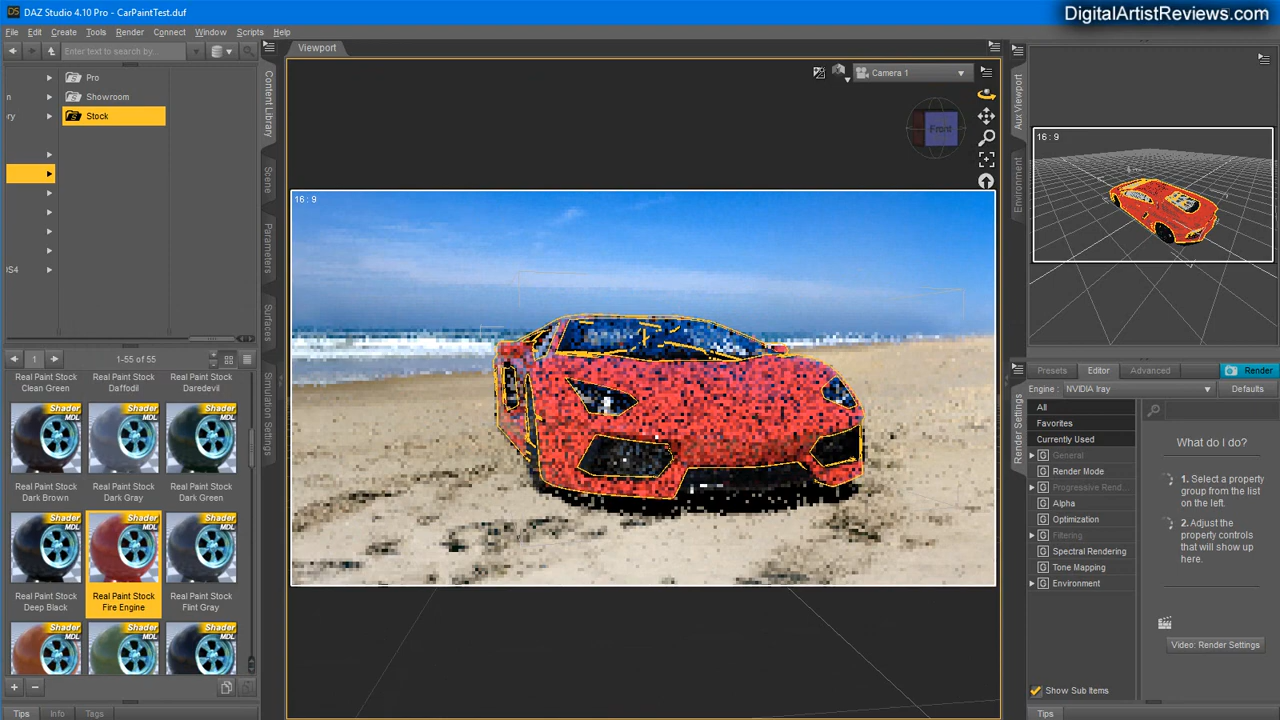 DAZ Studio 4.10 Pro - CarPaintTest.duf
DigitalArtistReviews.com
File Edit Create Tools Render Connect Window Scripts Help
Enter text to search by...
Viewport
Pro
Showroom
Stock
n
ry
DS4
Content Library
Scene
Parameters
Surfaces
Simulation Settings
1
1-55 of 55
Real Paint Stock
Clean Green
Real Paint Stock
Daffodil
Real Paint Stock
Daredevil
Shader
MDL
Shader
MDL
Shader
MDL
Real Paint Stock
Dark Brown
Real Paint Stock
Dark Gray
Real Paint Stock
Dark Green
Shader
MDL
Shader
MDL
Shader
MDL
Real Paint Stock
Deep Black
Real Paint Stock
Fire Engine
Real Paint Stock
Flint Gray
Shader
MDL
Shader
MDL
Shader
MDL
Tips Info Tags
Camera 1
Front
16 : 9
Aux Viewport
Environment
16 : 9
Render Settings
Presets Editor Advanced Render
Engine : NVIDIA Iray Defaults
All
Favorites
Currently Used
G General
G Render Mode
G Progressive Rend...
G Alpha
G Optimization
G Filtering
G Spectral Rendering
G Tone Mapping
G Environment
Show Sub Items
What do I do?
1. Select a property
group from the list
on the left.
2. Adjust the
property controls
that will show up
here.
Video: Render Settings
Tips